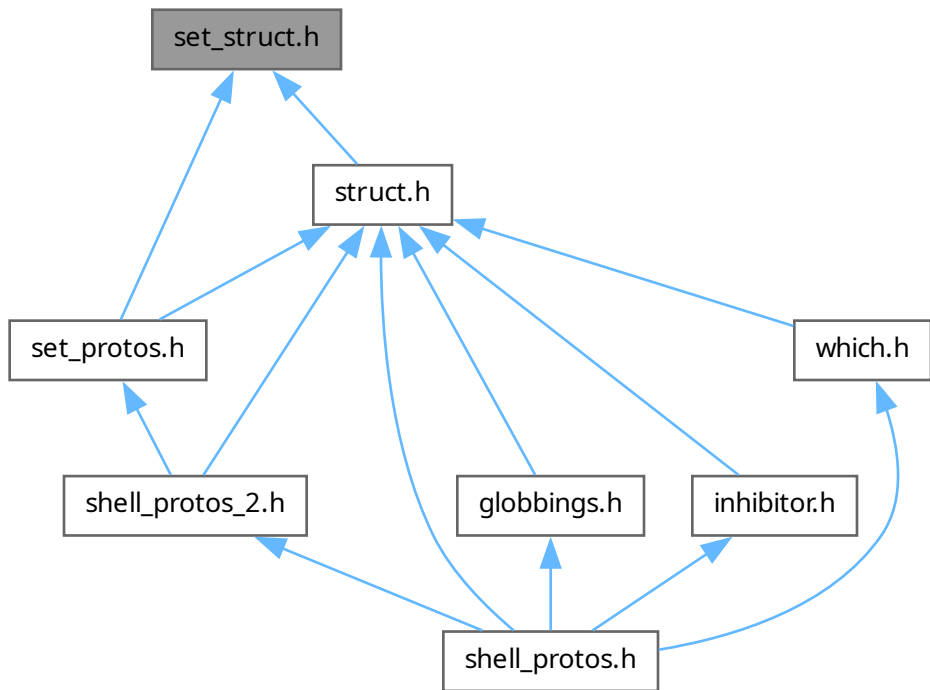 set_struct.h
struct.h
set_protos.h
which.h
shell_protos_2.h
globbings.h
inhibitor.h
shell_protos.h